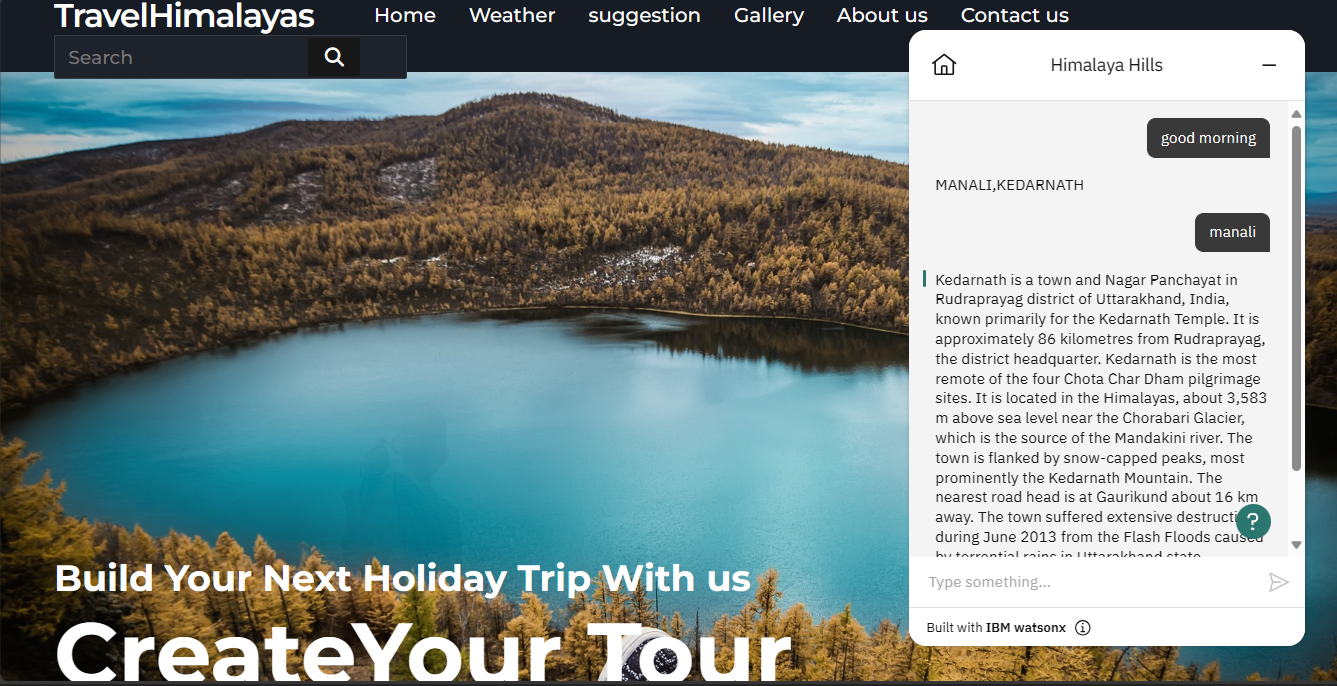 TravelHimalayas
Home Weather suggestion Gallery About us Contact us
Search
Build Your Next Holiday Trip With us
CreateYour Tour
Himalaya Hills
good morning
MANALI,KEDARNATH
manali
Kedarnath is a town and Nagar Panchayat in
Rudraprayag district of Uttarakhand, India,
known primarily for the Kedarnath Temple. It is
approximately 86 kilometres from Rudraprayag,
the district headquarter. Kedarnath is the most
remote of the four Chota Char Dham pilgrimage
sites. It is located in the Himalayas, about 3,583
m above sea level near the Chorabari Glacier,
which is the source of the Mandakini river. The
town is flanked by snow-capped peaks, most
prominently the Kedarnath Mountain. The
nearest road head is at Gaurikund about 16 km
away. The town suffered extensive destructi
during June 2013 from the Flash Floods caused
by torrential rains in Uttarakhand state.
?
Type something...
Built with IBM watsonx